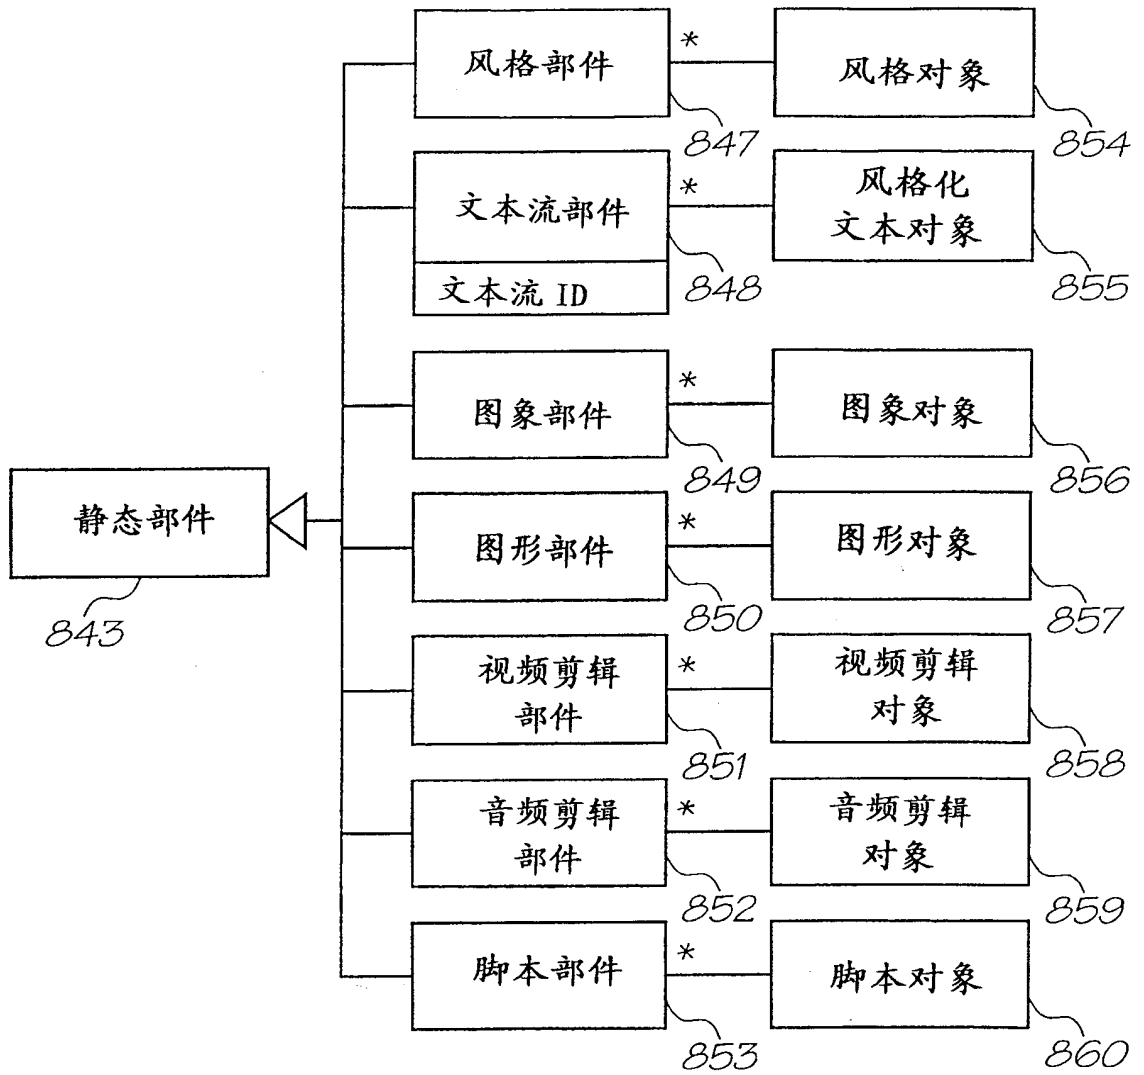 风格部件
*
风格对象
847
854
文本流部件
*
风格化
文本对象
文本流 ID
848
855
图象部件
*
图象对象
849
856
静态部件
843
图形部件
*
图形对象
850
857
视频剪辑
部件
*
视频剪辑
对象
851
858
音频剪辑
部件
*
音频剪辑
对象
852
859
脚本部件
*
脚本对象
853
860